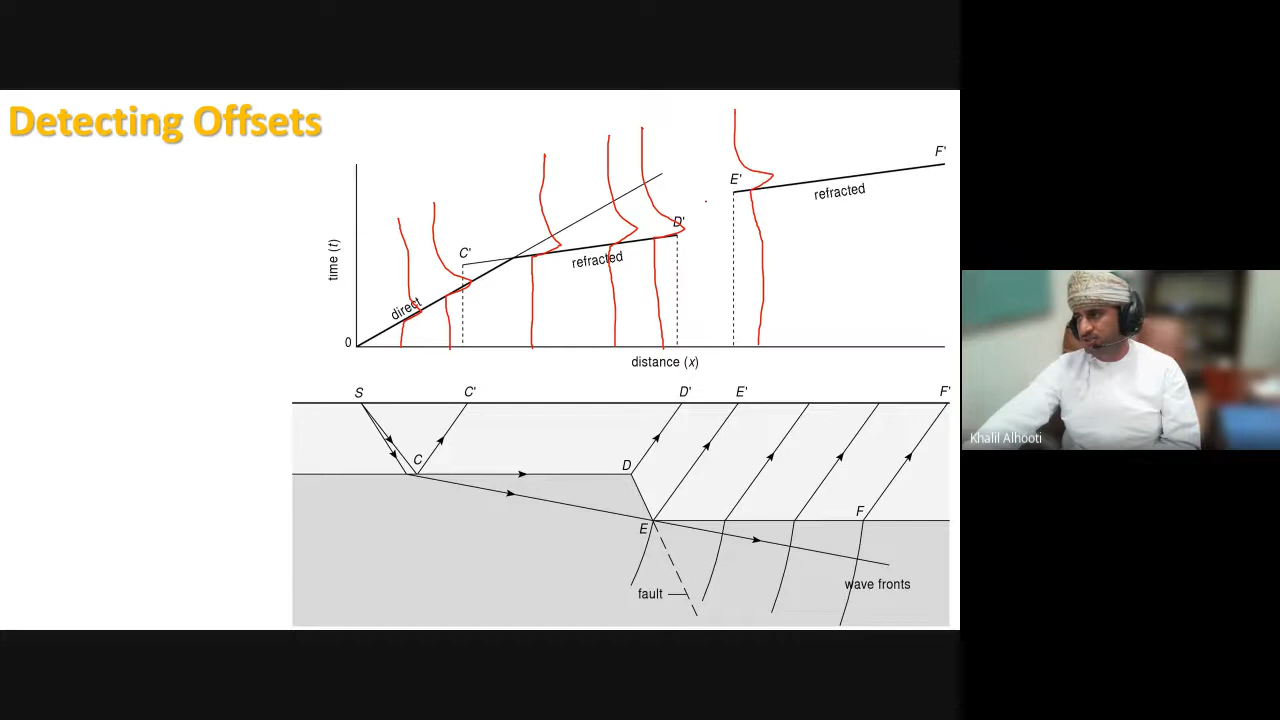 Detecting Offsets
F'
E'
refracted
D'
C'
refracted
time (t)
direct
0
distance (x)
S
C'
D'
E'
F'
C
D
F
E
wave fronts
fault
Khalil Alhooti